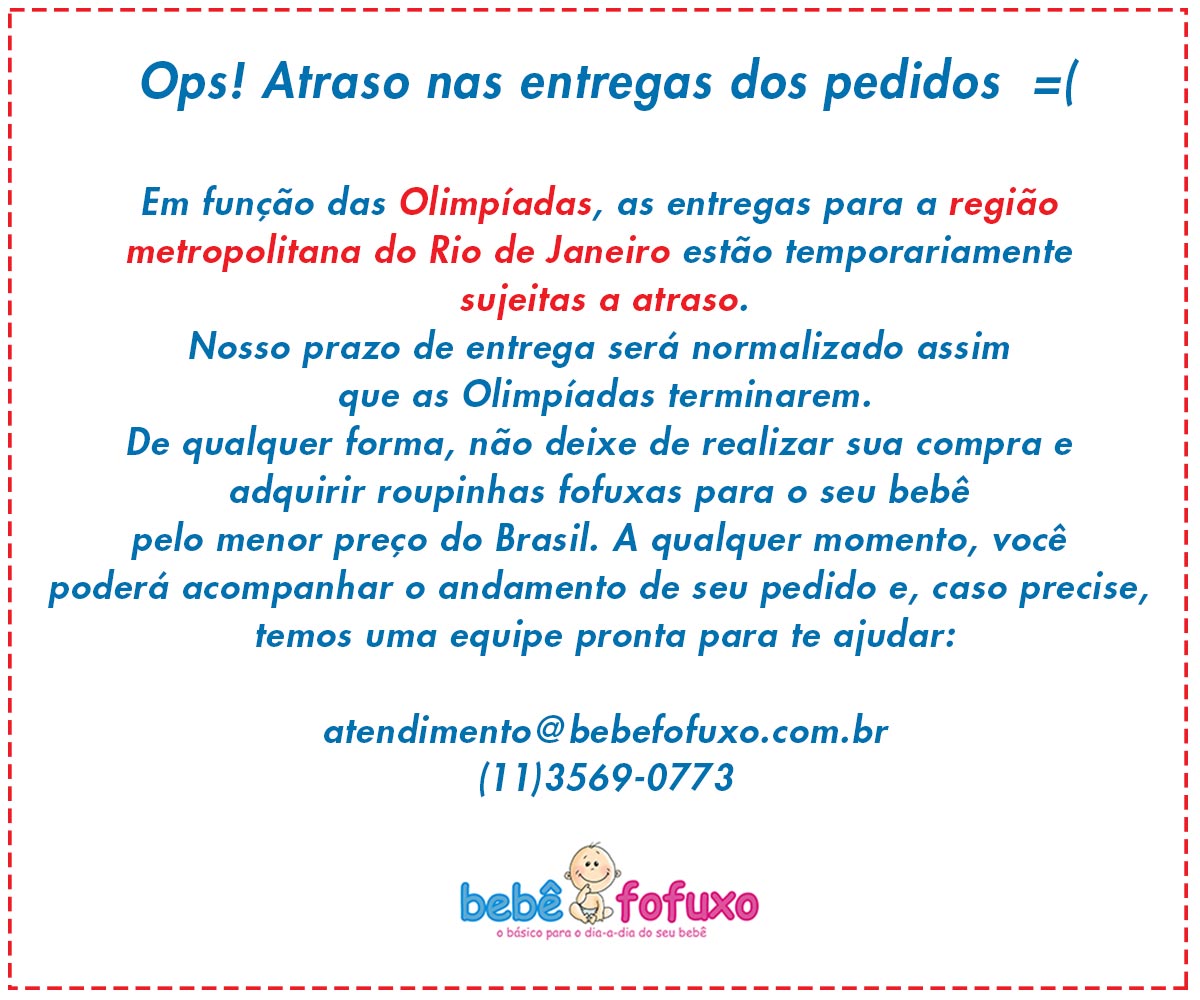 Ops! Atraso nas entregas dos pedidos =(
Em função das Olimpíadas, as entregas para a região
metropolitana do Rio de Janeiro estão temporariamente
sujeitas a atraso.
Nosso prazo de entrega será normalizado assim
que as Olimpíadas terminarem.
De qualquer forma, não deixe de realizar sua compra e
adquirir roupinhas fofuxas para o seu bebê
pelo menor preço do Brasil. A qualquer momento, você
poderá acompanhar o andamento de seu pedido e, caso precise,
temos uma equipe pronta para te ajudar:
atendimento@bebefofuxo.com.br
(11)3569-0773
bebê fofuxo
o básico para o dia-a-dia do seu bebê